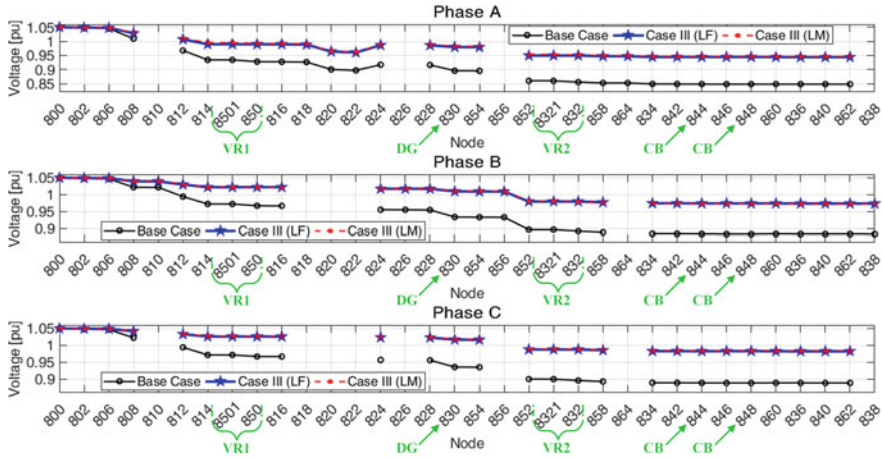 Phase A
Voltage [pu]
1.05
1
0.95
0.9
0.85
Base Case Case III (LF) Case III (LM)
800 802 806 808 810 812 814 8501 850 816 818 820 822 824 826 828 830 854 856 852 8321 832 858 864 834 842 844 846 848 860 836 840 862 838
Node
VR1 DG VR2 CB CB
Phase B
Voltage [pu]
1.05
1
0.95
0.9
Base Case Case III (LF) Case III (LM)
800 802 806 808 810 812 814 8501 850 816 818 820 822 824 826 828 830 854 856 852 8321 832 858 864 834 842 844 846 848 860 836 840 862 838
Node
VR1 DG VR2 CB CB
Phase C
Voltage [pu]
1.05
1
0.95
0.9
Base Case Case III (LF) Case III (LM)
800 802 806 808 810 812 814 8501 850 816 818 820 822 824 826 828 830 854 856 852 8321 832 858 864 834 842 844 846 848 860 836 840 862 838
Node
VR1 DG VR2 CB CB